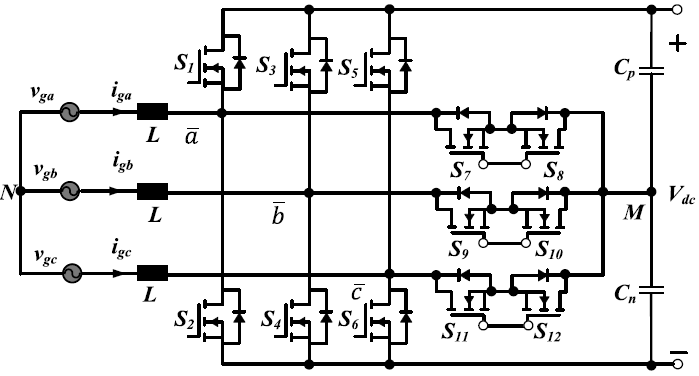 S1
S3
S5
+
Cp
vga
iga
L
a̅
S7
S8
vgb
igb
N
L
b̅
S9
S10
M
Vdc
vgc
igc
L
c̅
S11
S12
S2
S4
S6
Cn
−